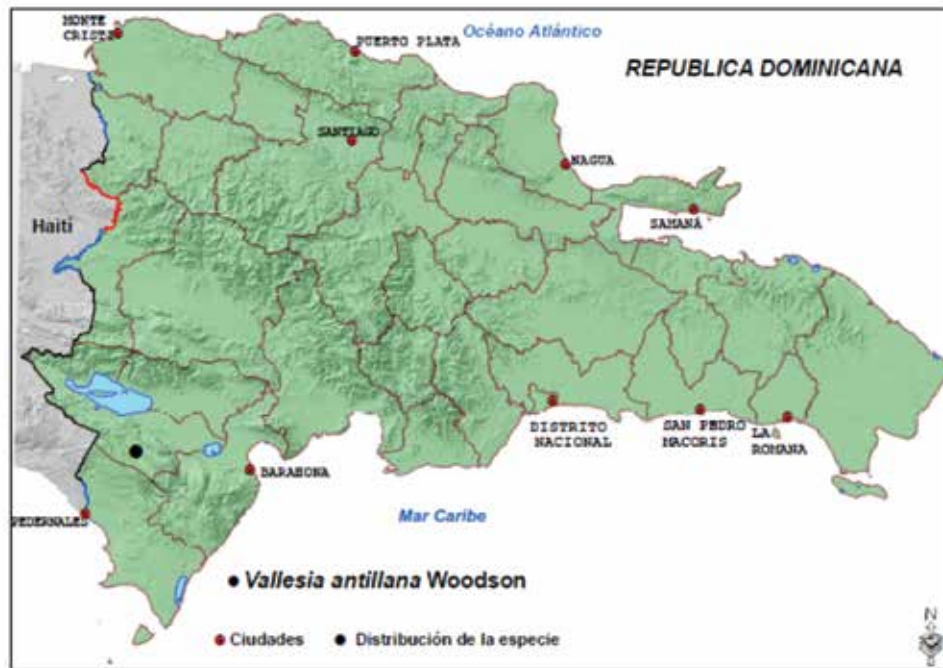 MONTE
CRISTI
PUERTO PLATA
Océano Atlántico
REPUBLICA DOMINICANA
SANTIAGO
NAGUA
SAMANÁ
Haití
DISTRITO
NACIONAL
SAN PEDRO
MACORIS
LA
ROMANA
BARAHONA
PEDERNALES
Mar Caribe
Vallesia antillana Woodson
Ciudades
Distribución de la especie
N